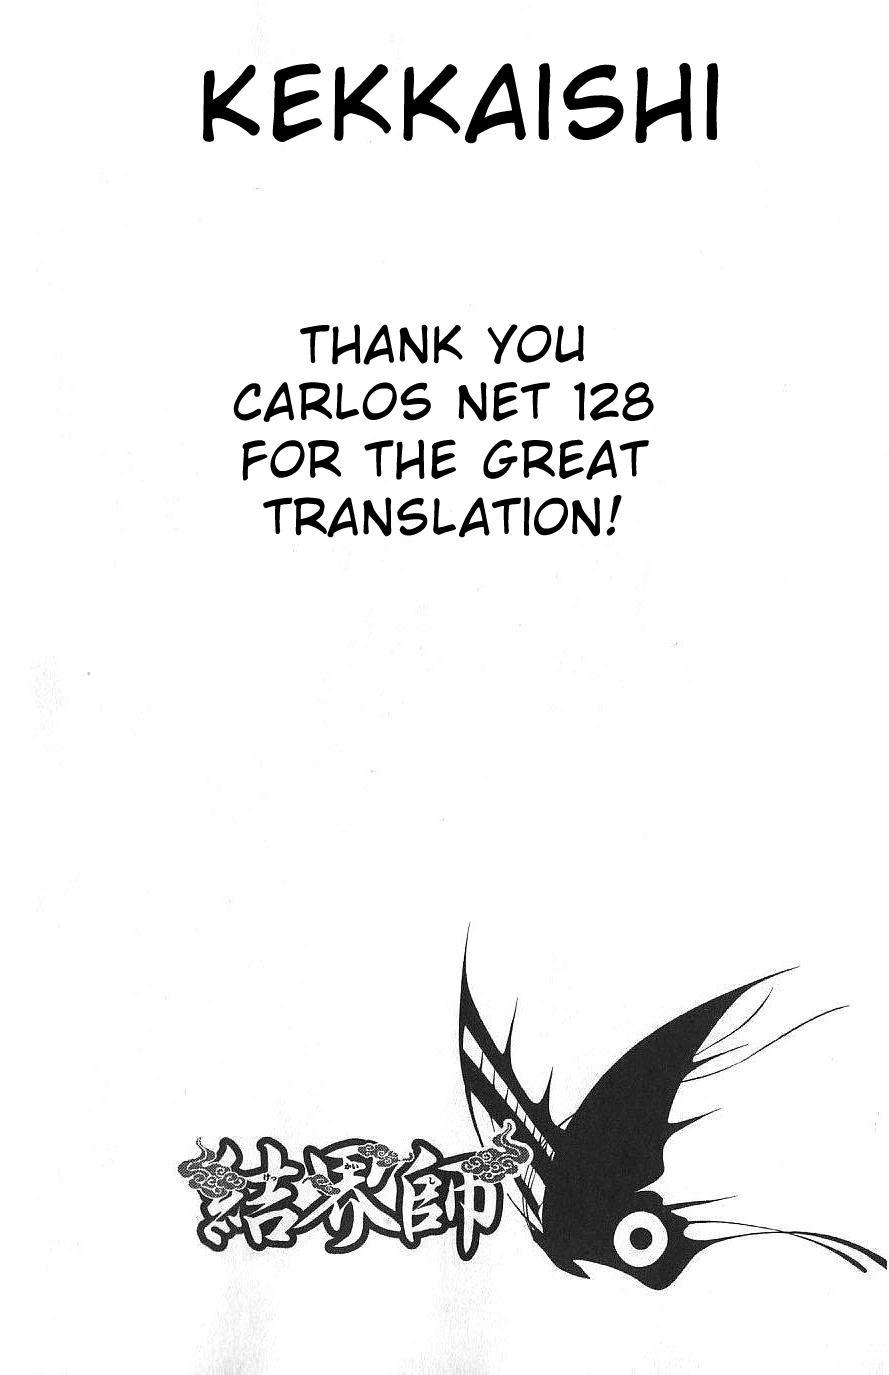 KEKKAISHI
THANK YOU
CARLOS NET 128
FOR THE GREAT
TRANSLATION!
結界師